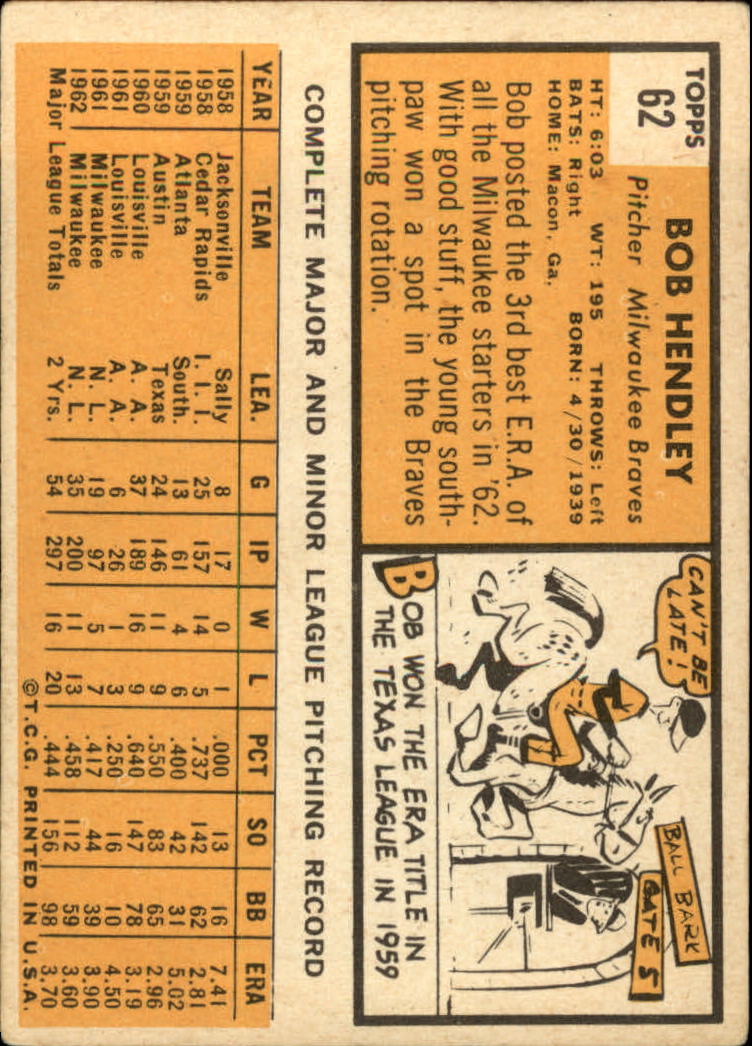 TOPPS
62
BOB HENDLEY
Pitcher Milwaukee Braves
HT: 6:03 WT: 195 THROWS: Left
BATS: Right BORN: 4/30/1939
HOME: Macon, Ga.
Bob posted the 3rd best E.R.A. of
all the Milwaukee starters in '62.
With good stuff, the young south-
paw won a spot in the Braves
pitching rotation.
CAN'T BE
LATE!
BALL BARK
GATE 5
BOB WON THE ERA TITLE IN
THE TEXAS LEAGUE IN 1959
COMPLETE MAJOR AND MINOR LEAGUE PITCHING RECORD
YEAR TEAM LEA. G IP W L PCT SO BB ERA
1958 Jacksonville Sally 8 17 0 1 .000 13 16 7.41
1958 Cedar Rapids I. I. I. 25 157 14 5 .737 142 62 2.81
1959 Atlanta South. 13 61 4 6 .400 42 31 5.02
1959 Austin Texas 24 146 11 9 .550 83 65 2.96
1960 Louisville A. A. 37 189 16 9 .640 147 78 3.19
1961 Louisville A. A. 6 26 1 3 .250 16 10 4.50
1961 Milwaukee N. L. 19 97 5 7 .417 44 39 3.90
1962 Milwaukee N. L. 35 200 11 13 .458 112 59 3.60
Major League Totals 2 Yrs. 54 297 16 20 .444 156 98 3.70
©T.C.G. PRINTED IN U.S.A.